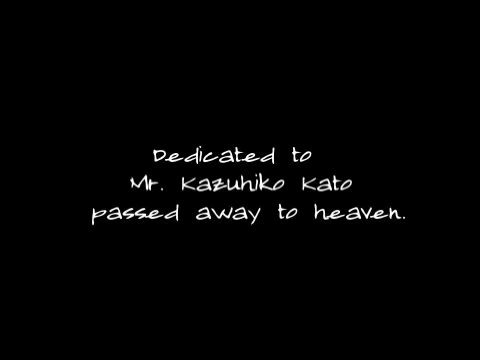 Dedicated to
Mr. Kazuhiko Kato
passed away to heaven.